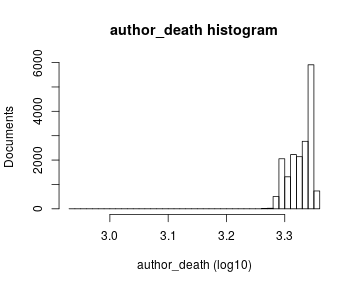 author_death histogram
Documents
6000
4000
2000
0
3.0 3.1 3.2 3.3
author_death (log10)